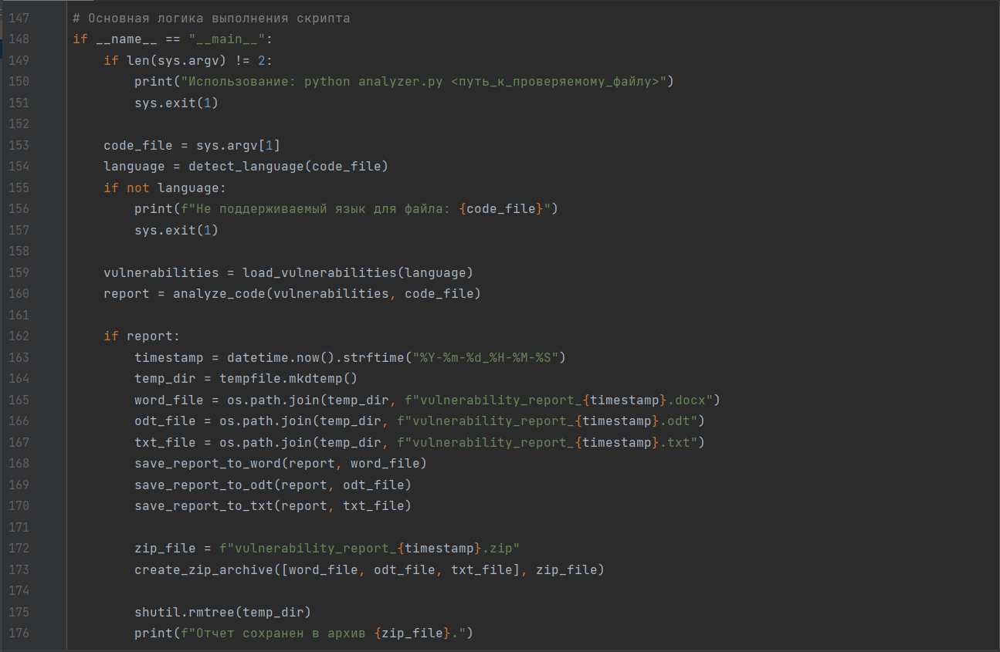 147 # Основная логика выполнения скрипта
148 if __name__ == "__main__":
149     if len(sys.argv) != 2:
150         print("Использование: python analyzer.py <путь_к_проверяемому_файлу>")
151         sys.exit(1)
152
153     code_file = sys.argv[1]
154     language = detect_language(code_file)
155     if not language:
156         print(f"Не поддерживаемый язык для файла: {code_file}")
157         sys.exit(1)
158
159     vulnerabilities = load_vulnerabilities(language)
160     report = analyze_code(vulnerabilities, code_file)
161
162     if report:
163         timestamp = datetime.now().strftime("%Y-%m-%d_%H-%M-%S")
164         temp_dir = tempfile.mkdtemp()
165         word_file = os.path.join(temp_dir, f"vulnerability_report_{timestamp}.docx")
166         odt_file = os.path.join(temp_dir, f"vulnerability_report_{timestamp}.odt")
167         txt_file = os.path.join(temp_dir, f"vulnerability_report_{timestamp}.txt")
168         save_report_to_word(report, word_file)
169         save_report_to_odt(report, odt_file)
170         save_report_to_txt(report, txt_file)
171
172         zip_file = f"vulnerability_report_{timestamp}.zip"
173         create_zip_archive([word_file, odt_file, txt_file], zip_file)
174
175         shutil.rmtree(temp_dir)
176         print(f"Отчет сохранен в архив {zip_file}.")